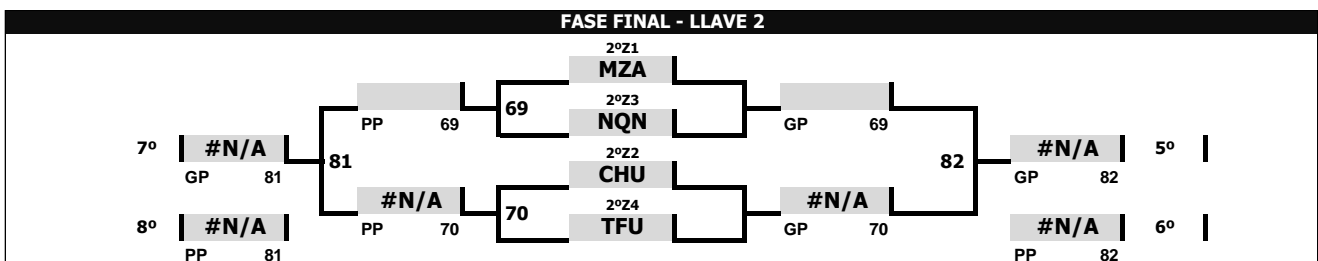 FASE FINAL - LLAVE 2
2ºZ1
MZA
69
2ºZ3
NQN
PP 69
GP 69
7º #N/A
81
82
#N/A 5º
GP 81
GP 82
2ºZ2
CHU
#N/A
70
2ºZ4
#N/A
PP 70
TFU
GP 70
8º #N/A
#N/A 6º
PP 81
PP 82